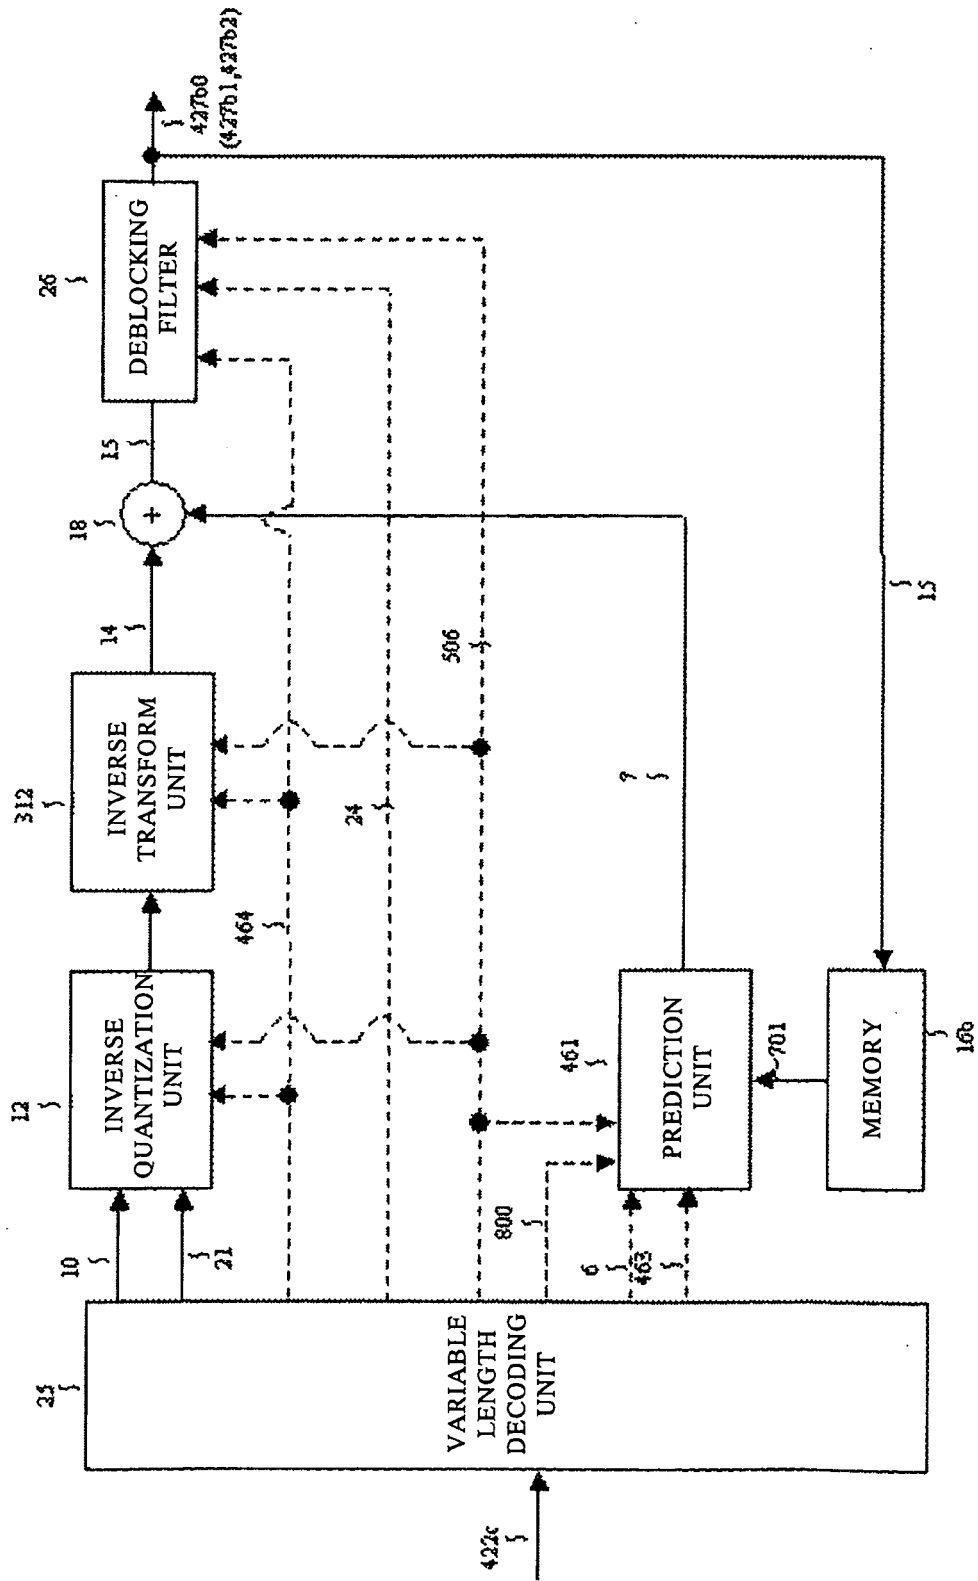 422c
25
VARIABLE
LENGTH
DECODING
UNIT
10
21
800
6
463
12
INVERSE
QUANTIZATION
UNIT
464
461
PREDICTION
UNIT
701
MEMORY
16b
312
INVERSE
TRANSFORM
UNIT
24
506
14
18
+
15
7
15
26
DEBLOCKING
FILTER
427b0
(427b1,427b2)